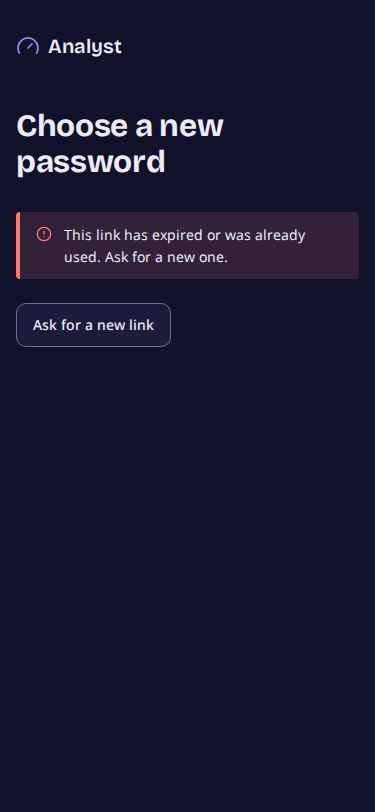 Analyst
Choose a new
password
This link has expired or was already
used. Ask for a new one.
Ask for a new link